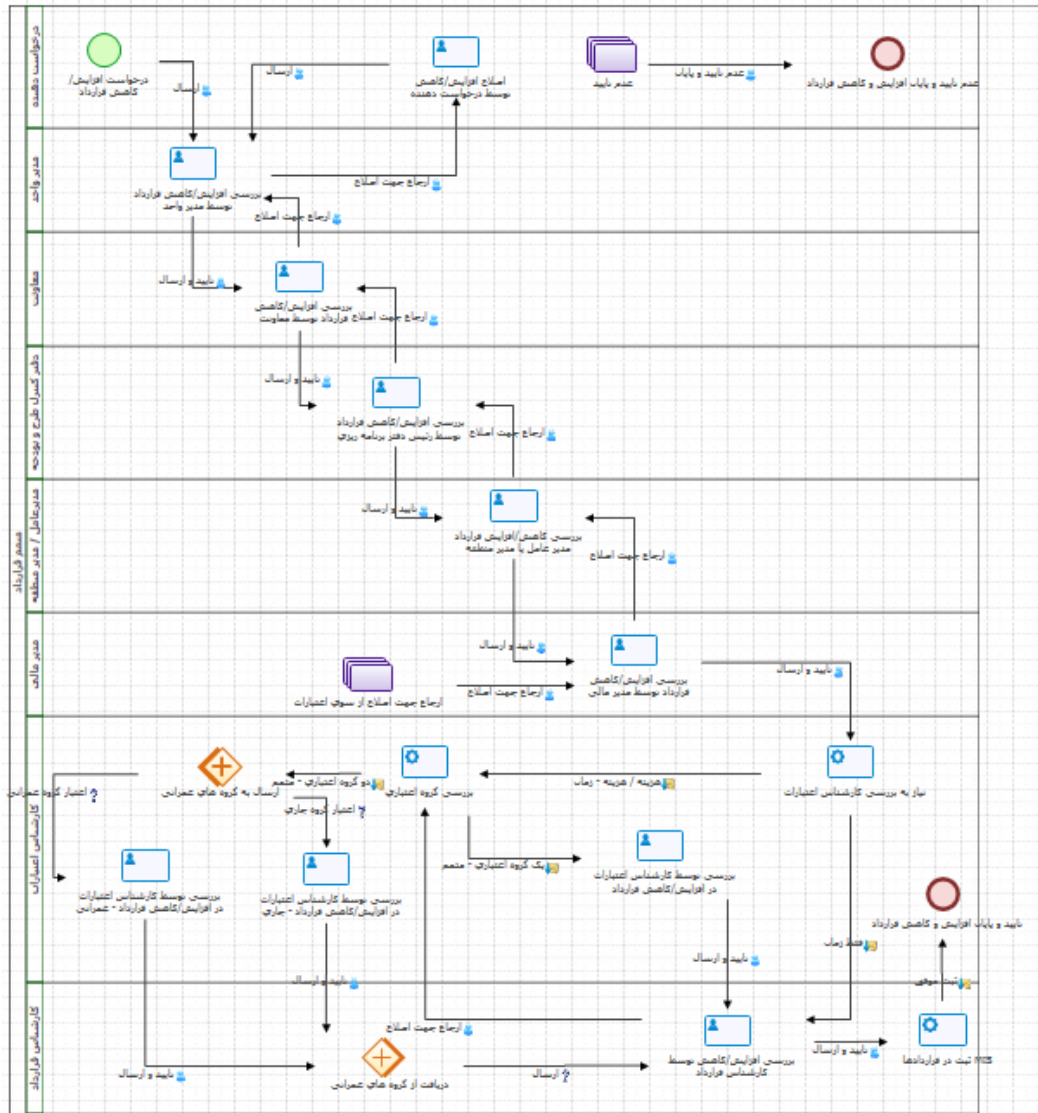 متمم قرارداد
درخواست دهنده
درخواست افزایش/
کاهش قرارداد
ارسال
ارسال
اصلاح افزایش/کاهش
توسط درخواست دهنده
عدم تایید
عدم تایید و پایان
عدم تایید و پایان افزایش و کاهش قرارداد
مدیر واحد
بررسی افزایش/کاهش قرارداد
توسط مدیر واحد
ارجاع جهت اصلاح
ارجاع جهت اصلاح
تایید و ارسال
معاونت
بررسی افزایش/کاهش
قرارداد توسط معاونت
ارجاع جهت اصلاح
تایید و ارسال
دفتر کنترل طرح و بودجه
بررسی افزایش/کاهش قرارداد
توسط رئیس دفتر برنامه ریزی
ارجاع جهت اصلاح
تایید و ارسال
مدیرعامل / مدیر منطقه
بررسی کاهش/افزایش قرارداد
مدیر عامل یا مدیر منطقه
ارجاع جهت اصلاح
تایید و ارسال
مدیر مالی
بررسی افزایش/کاهش
قرارداد توسط مدیر مالی
تایید و ارسال
ارجاع جهت اصلاح
ارجاع جهت اصلاح از سوی اعتبارات
کارشناس اعتبارات
نیاز به بررسی کارشناس اعتبارات
هزینه / هزینه - زمان
بررسی گروه اعتباری
دو گروه اعتباری - متمم
ارسال به گروه های عمرانی
اعتبار گروه عمرانی
اعتبار گروه جاری
یک گروه اعتباری - متمم
بررسی توسط کارشناس اعتبارات
در افزایش/کاهش قرارداد
بررسی توسط کارشناس اعتبارات
در افزایش/کاهش قرارداد - جاری
بررسی توسط کارشناس اعتبارات
در افزایش/کاهش قرارداد - عمرانی
تایید و پایان افزایش و کاهش قرارداد
فقط زمان
تایید و ارسال
تایید و ارسال
ثبت موفق
کارشناس قرارداد
ارجاع جهت اصلاح
بررسی افزایش/کاهش توسط
کارشناس قرارداد
تایید و ارسال
ثبت در قراردادها MIS
تایید و ارسال
دریافت از گروه های عمرانی
ارسال